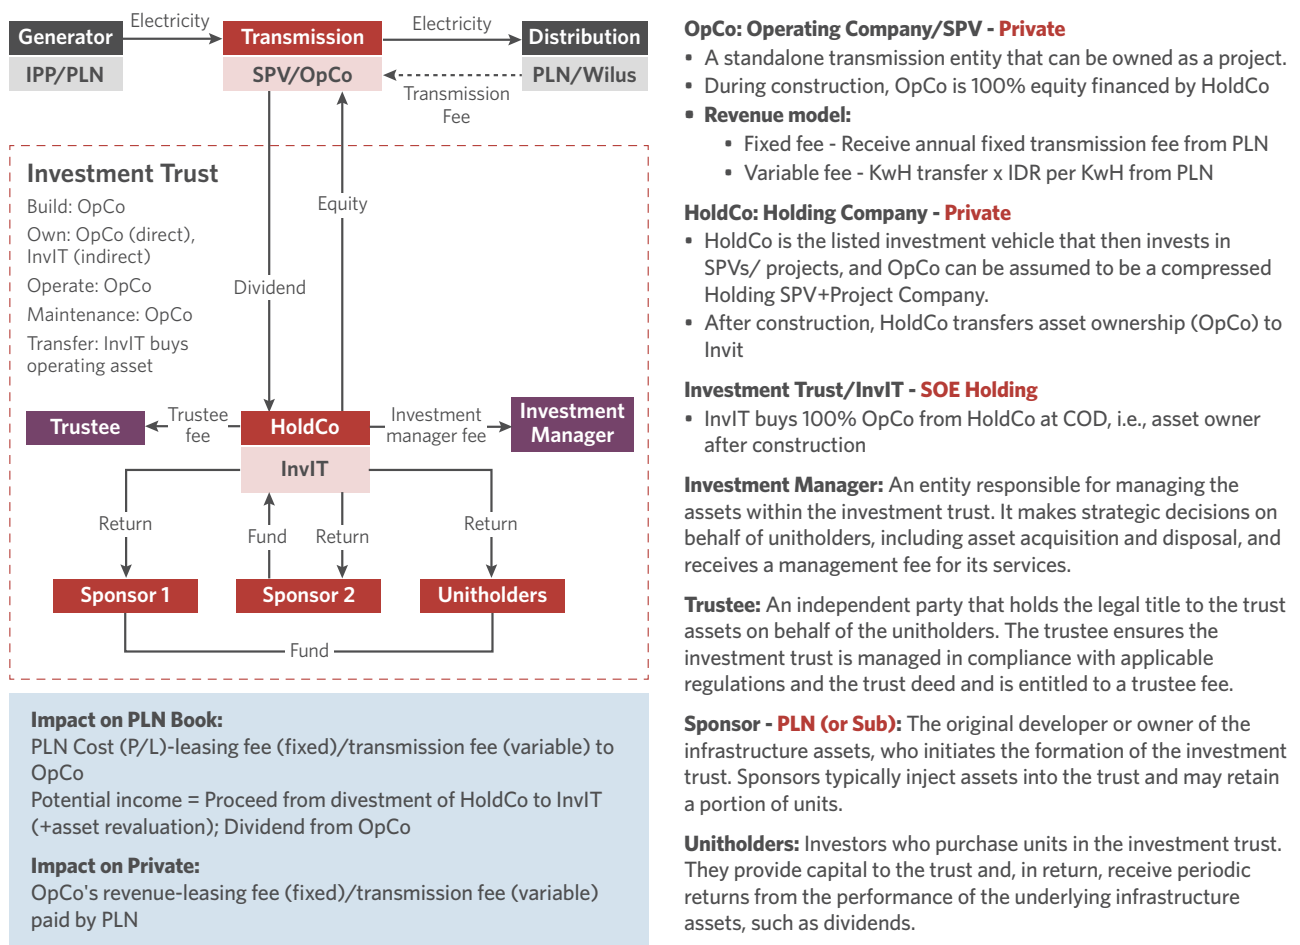 Electricity
Electricity
Generator
Transmission
Distribution
IPP/PLN
SPV/OpCo
PLN/Wilus
Transmission
Fee
Investment Trust
Build: OpCo
Own: OpCo (direct),
InvIT (indirect)
Operate: OpCo
Maintenance: OpCo
Transfer: InvIT buys
operating asset
Equity
Dividend
Trustee
Trustee
fee
HoldCo
Investment
manager fee
Investment
Manager
InvIT
Return
Fund
Return
Return
Sponsor 1
Sponsor 2
Unitholders
Fund
Impact on PLN Book:
PLN Cost (P/L)-leasing fee (fixed)/transmission fee (variable) to
OpCo
Potential income = Proceed from divestment of HoldCo to InvIT
(+asset revaluation); Dividend from OpCo
Impact on Private:
OpCo's revenue-leasing fee (fixed)/transmission fee (variable)
paid by PLN
OpCo: Operating Company/SPV - Private
• A standalone transmission entity that can be owned as a project.
• During construction, OpCo is 100% equity financed by HoldCo
• Revenue model:
• Fixed fee - Receive annual fixed transmission fee from PLN
• Variable fee - KwH transfer x IDR per KwH from PLN
HoldCo: Holding Company - Private
• HoldCo is the listed investment vehicle that then invests in
SPVs/ projects, and OpCo can be assumed to be a compressed
Holding SPV+Project Company.
• After construction, HoldCo transfers asset ownership (OpCo) to
Invit
Investment Trust/InvIT - SOE Holding
• InvIT buys 100% OpCo from HoldCo at COD, i.e., asset owner
after construction
Investment Manager: An entity responsible for managing the
assets within the investment trust. It makes strategic decisions on
behalf of unitholders, including asset acquisition and disposal, and
receives a management fee for its services.
Trustee: An independent party that holds the legal title to the trust
assets on behalf of the unitholders. The trustee ensures the
investment trust is managed in compliance with applicable
regulations and the trust deed and is entitled to a trustee fee.
Sponsor - PLN (or Sub): The original developer or owner of the
infrastructure assets, who initiates the formation of the investment
trust. Sponsors typically inject assets into the trust and may retain
a portion of units.
Unitholders: Investors who purchase units in the investment trust.
They provide capital to the trust and, in return, receive periodic
returns from the performance of the underlying infrastructure
assets, such as dividends.